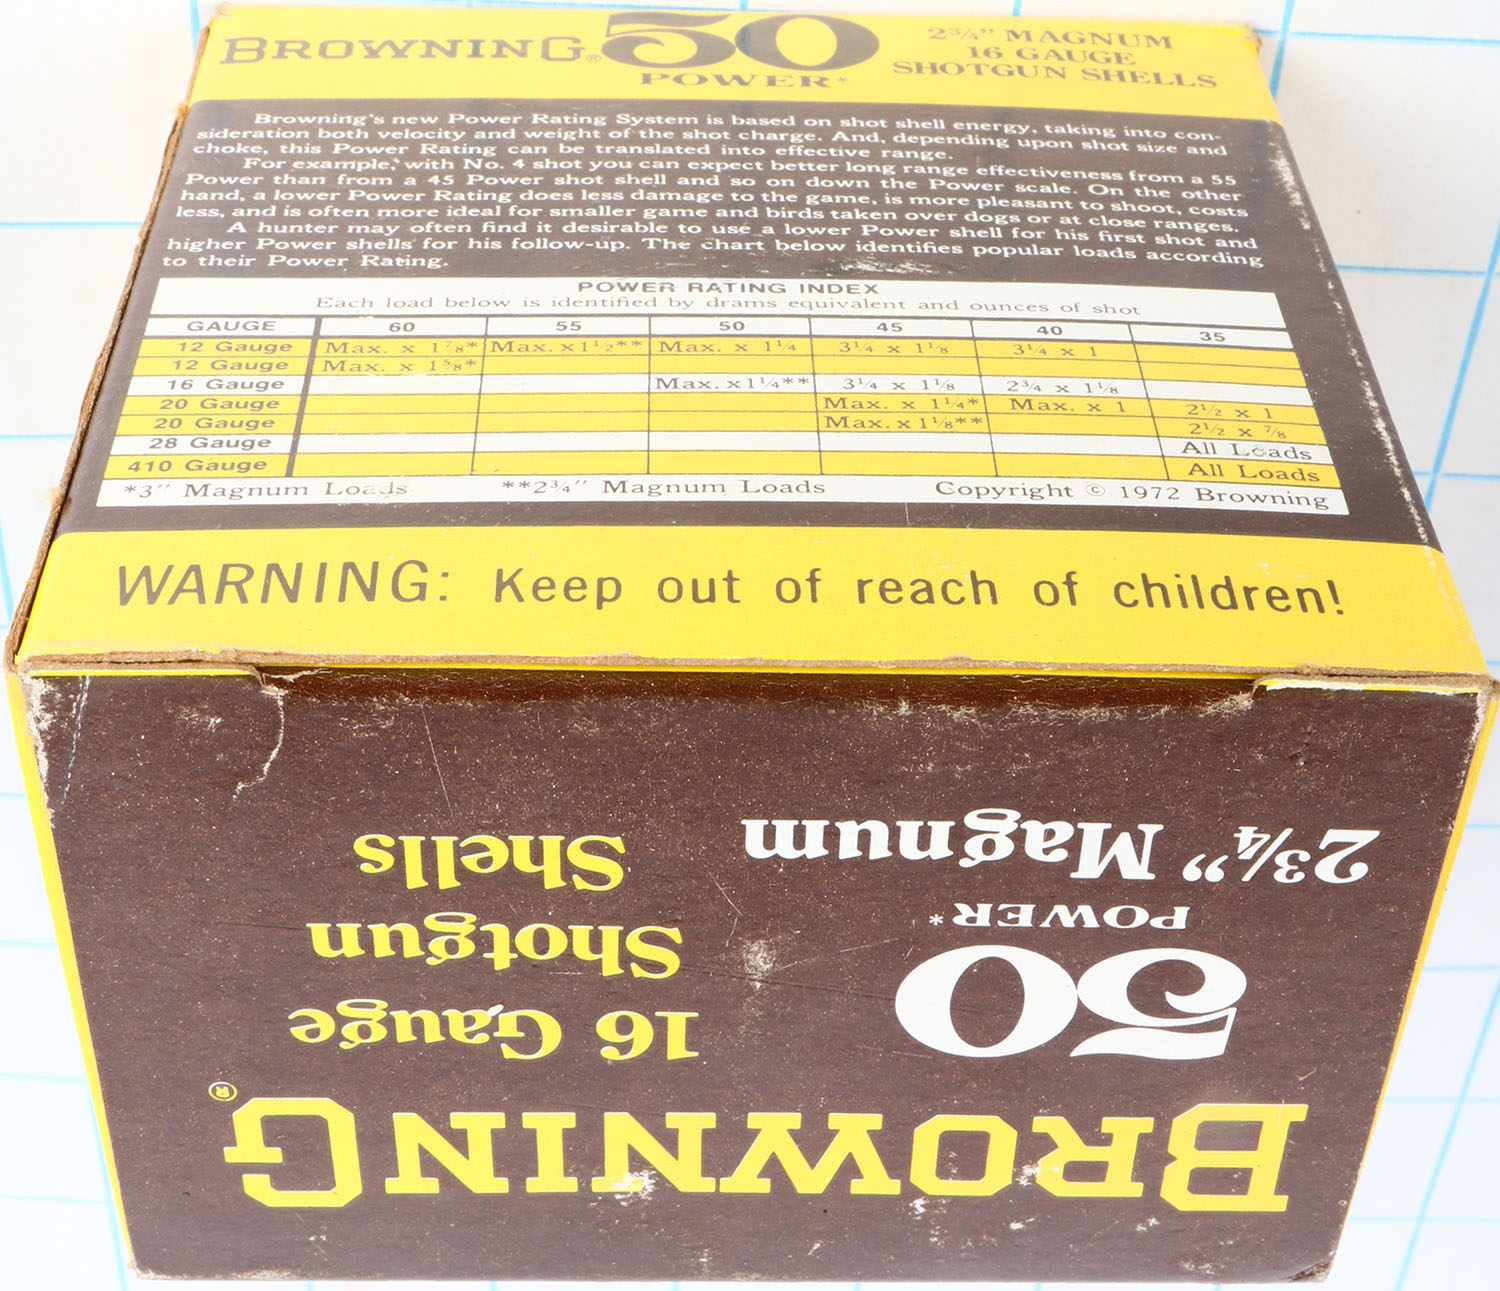 BROWNING® 50 POWER*
2¾" MAGNUM
16 GAUGE
SHOTGUN SHELLS
Browning's new Power Rating System is based on shot shell energy, taking into con-
sideration both velocity and weight of the shot charge. And, depending upon shot size and
choke, this Power Rating can be translated into effective range.
For example, with No. 4 shot you can expect better long range effectiveness from a 55
Power than from a 45 Power shot shell and so on down the Power scale. On the other
hand, a lower Power Rating does less damage to the game, is more pleasant to shoot, costs
less, and is often more ideal for smaller game and birds taken over dogs or at close ranges.
A hunter may often find it desirable to use a lower Power shell for his first shot and
higher Power shells for his follow-up. The chart below identifies popular loads according
to their Power Rating.
POWER RATING INDEX
Each load below is identified by drams equivalent and ounces of shot
GAUGE 60 55 50 45 40 35
12 Gauge Max. x 1⅞* Max. x 1½** Max. x 1¼ 3¼ x 1⅛ 3¼ x 1
12 Gauge Max. x 1⅝*
16 Gauge Max. x 1¼** 3¼ x 1⅛ 2¾ x 1⅛
20 Gauge Max. x 1¼* Max. x 1 2½ x 1
20 Gauge Max. x 1⅛** 2½ x ⅞
28 Gauge All Loads
410 Gauge All Loads
*3" Magnum Loads **2¾" Magnum Loads Copyright © 1972 Browning
WARNING: Keep out of reach of children!
BROWNING®
50
POWER*
2¾" Magnum
16 Gauge
Shotgun
Shells